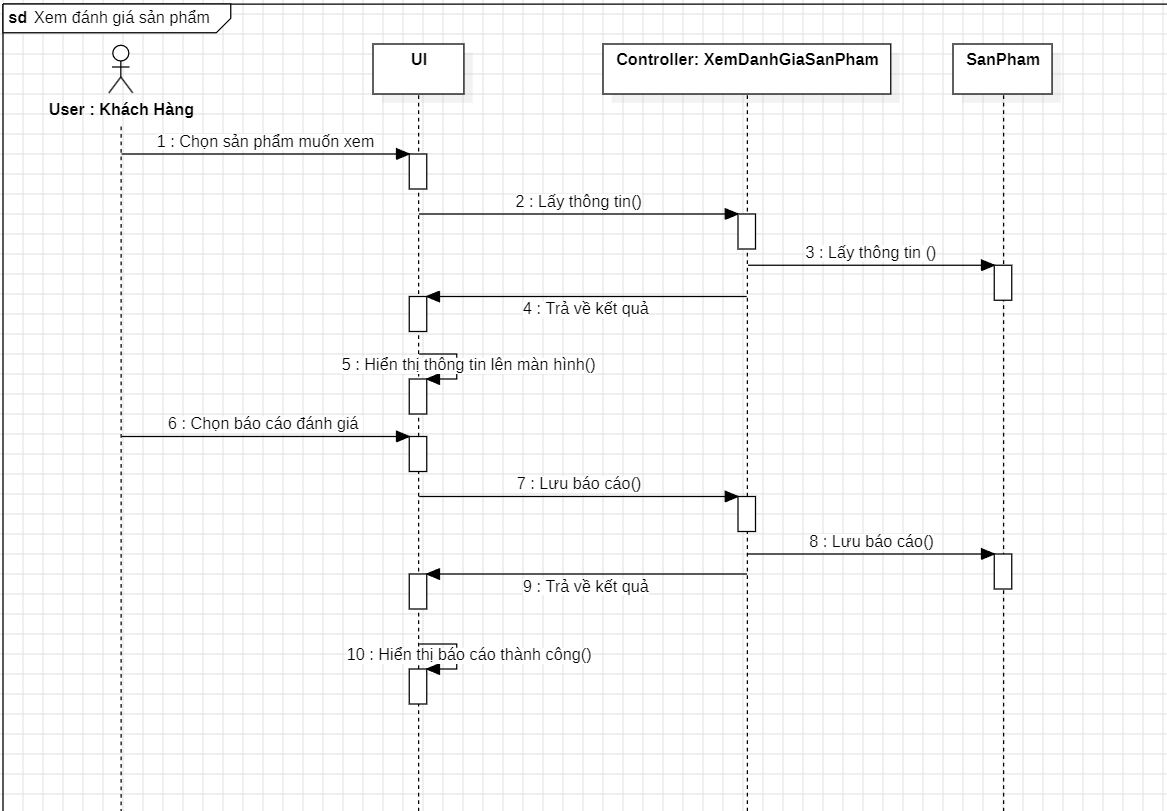 sd Xem đánh giá sản phẩm
User : Khách Hàng
UI
Controller: XemDanhGiaSanPham
SanPham
1 : Chọn sản phẩm muốn xem
2 : Lấy thông tin()
3 : Lấy thông tin ()
4 : Trả về kết quả
5 : Hiển thị thông tin lên màn hình()
6 : Chọn báo cáo đánh giá
7 : Lưu báo cáo()
8 : Lưu báo cáo()
9 : Trả về kết quả
10 : Hiển thị báo cáo thành công()